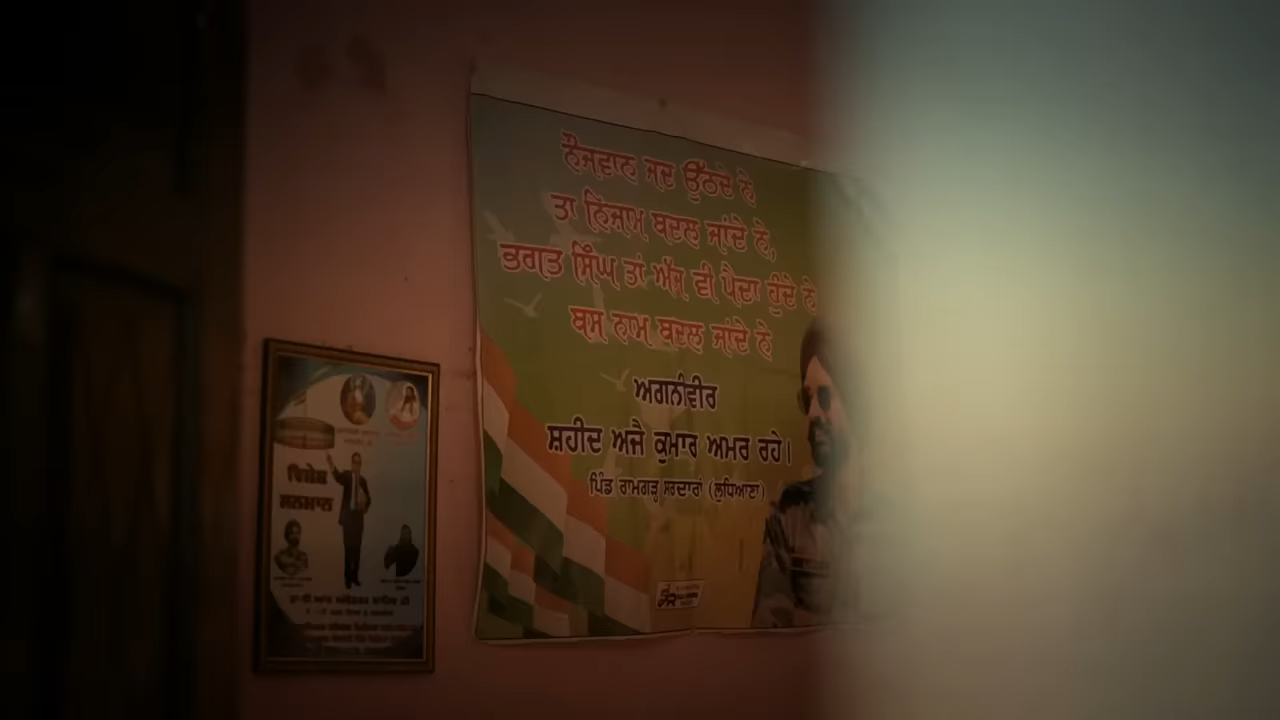 ਨੌਜਵਾਨ ਜਦ ਉੱਠਦੇ ਨੇ
ਤਾ ਨਿਜ਼ਾਮ ਬਦਲ ਜਾਂਦੇ ਨੇ,
ਭਗਤ ਸਿੰਘ ਤਾਂ ਅੱਜ ਵੀ ਪੈਦਾ ਹੁੰਦੇ ਨੇ
ਬਸ ਨਾਮ ਬਦਲ ਜਾਂਦੇ ਨੇ
ਅਗਨੀਵੀਰ
ਸ਼ਹੀਦ ਅਜੈ ਕੁਮਾਰ ਅਮਰ ਰਹੇ।
ਪਿੰਡ ਰਾਮਗੜ੍ਹ ਸਰਦਾਰਾਂ (ਲੁਧਿਆਣਾ)
ਵਿਸ਼ੇਸ਼
ਸਨਮਾਨ